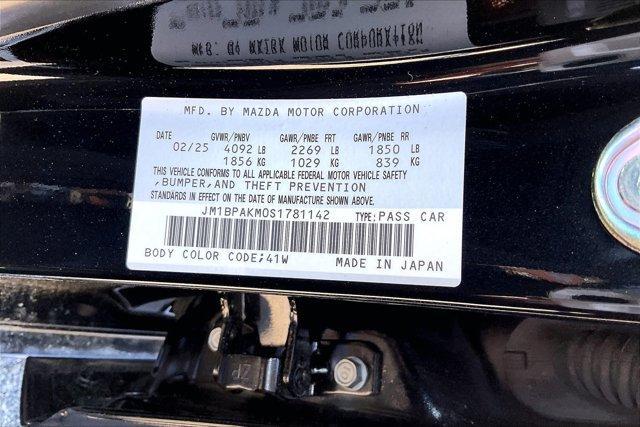 MFD. BY MAZDA MOTOR CORPORATION
DATE GVWR/PNBV GAWR/PNBE FRT GAWR/PNBE RR
02/25 4092 LB 2269 LB 1850 LB
1856 KG 1029 KG 839 KG
THIS VEHICLE CONFORMS TO ALL APPLICABLE FEDERAL MOTOR VEHICLE SAFETY
,BUMPER,AND THEFT PREVENTION
STANDARDS IN EFFECT ON THE DATE OF MANUFACTURE SHOWN ABOVE.
JM1BPAKM0S1781142 TYPE:PASS CAR
BODY COLOR CODE;41W MADE IN JAPAN